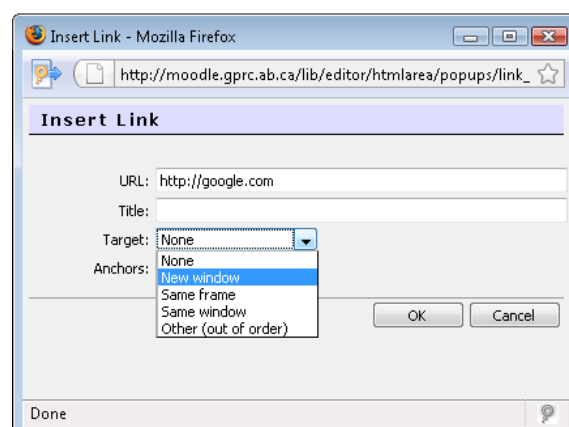 Insert Link - Mozilla Firefox
http://moodle.gprc.ab.ca/lib/editor/htmlarea/popups/link_
Insert Link
URL: http://google.com
Title:
Target: None
None
Anchors:
New window
Same frame
Same window
Other (out of order)
OK Cancel
Done